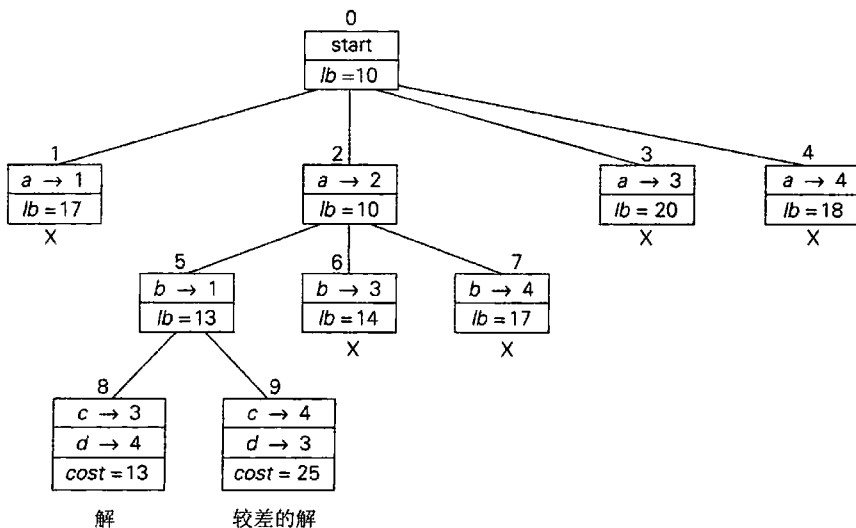 0
start
lb=10
1
2
3
4
a → 1
a → 2
a → 3
a → 4
lb=17
lb=10
lb=20
lb=18
X
X
X
5
6
7
b → 1
b → 3
b → 4
lb=13
lb=14
lb=17
X
X
8
9
c → 3
c → 4
d → 4
d → 3
cost=13
cost=25
解
较差的解